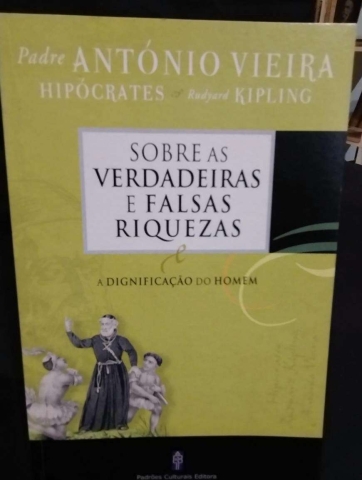 Padre ANTÓNIO VIEIRA
HIPÓCRATES e Rudyard KIPLING
SOBRE AS
VERDADEIRAS
E FALSAS
RIQUEZAS
e
A DIGNIFICAÇÃO DO HOMEM
Padrões Culturais Editora